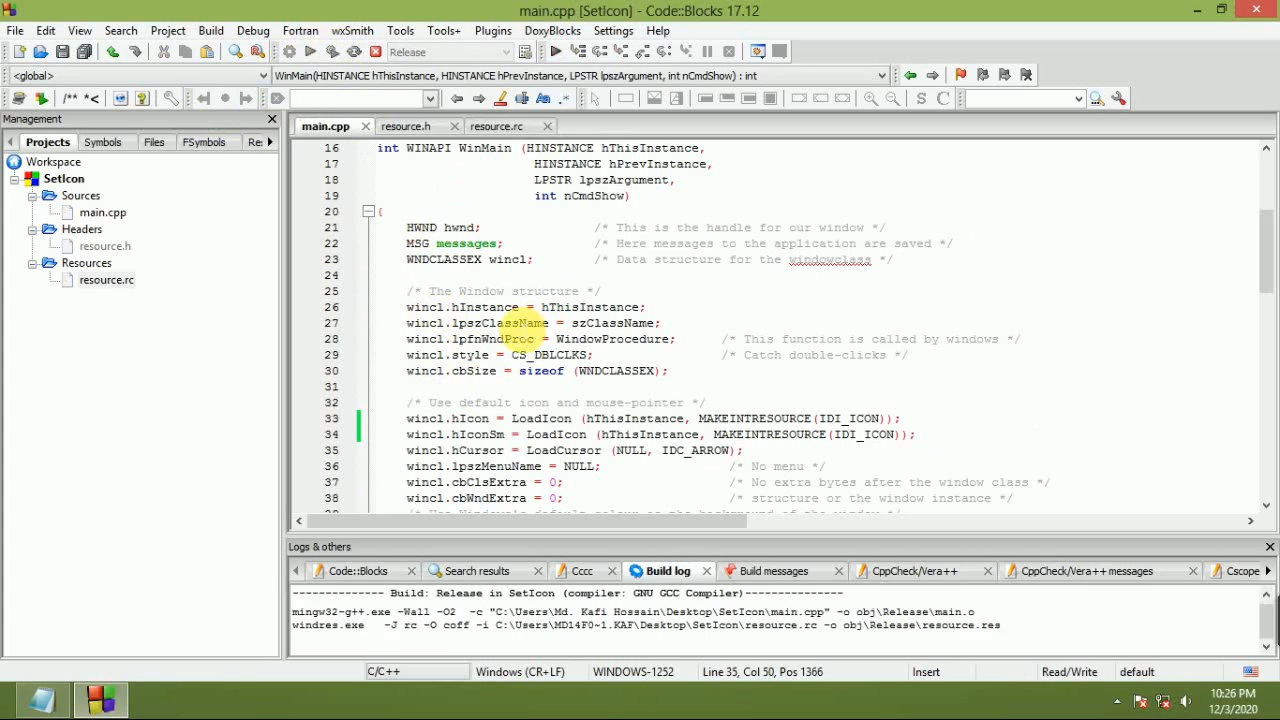 main.cpp [SetIcon] - Code::Blocks 17.12
File Edit View Search Project Build Debug Fortran wxSmith Tools Tools+ Plugins DoxyBlocks Settings Help
Release
<global> WinMain(HINSTANCE hThisInstance, HINSTANCE hPrevInstance, LPSTR lpszArgument, int nCmdShow) : int
/** *< S C
Management
main.cpp resource.h resource.rc
Projects Symbols Files FSymbols Re:
Workspace
SetIcon
Sources
main.cpp
Headers
resource.h
Resources
resource.rc
16 int WINAPI WinMain (HINSTANCE hThisInstance,
17 HINSTANCE hPrevInstance,
18 LPSTR lpszArgument,
19 int nCmdShow)
20 {
21 HWND hwnd; /* This is the handle for our window */
22 MSG messages; /* Here messages to the application are saved */
23 WNDCLASSEX wincl; /* Data structure for the windowclass */
24
25 /* The Window structure */
26 wincl.hInstance = hThisInstance;
27 wincl.lpszClassName = szClassName;
28 wincl.lpfnWndProc = WindowProcedure; /* This function is called by windows */
29 wincl.style = CS_DBLCLKS; /* Catch double-clicks */
30 wincl.cbSize = sizeof (WNDCLASSEX);
31
32 /* Use default icon and mouse-pointer */
33 wincl.hIcon = LoadIcon (hThisInstance, MAKEINTRESOURCE(IDI_ICON));
34 wincl.hIconSm = LoadIcon (hThisInstance, MAKEINTRESOURCE(IDI_ICON));
35 wincl.hCursor = LoadCursor (NULL, IDC_ARROW);
36 wincl.lpszMenuName = NULL; /* No menu */
37 wincl.cbClsExtra = 0; /* No extra bytes after the window class */
38 wincl.cbWndExtra = 0; /* structure or the window instance */
Logs & others
Code::Blocks Search results Cccc Build log Build messages CppCheck/Vera++ CppCheck/Vera++ messages Cscope
-------------- Build: Release in SetIcon (compiler: GNU GCC Compiler)---------------
mingw32-g++.exe -Wall -O2 -c "C:\Users\Md. Kafi Hossain\Desktop\SetIcon\main.cpp" -o obj\Release\main.o
windres.exe -J rc -O coff -i C:\Users\MD14F0~1.KAF\Desktop\SetIcon\resource.rc -o obj\Release\resource.res
C/C++ Windows (CR+LF) WINDOWS-1252 Line 35, Col 50, Pos 1366 Insert Read/Write default
10:26 PM
12/3/2020